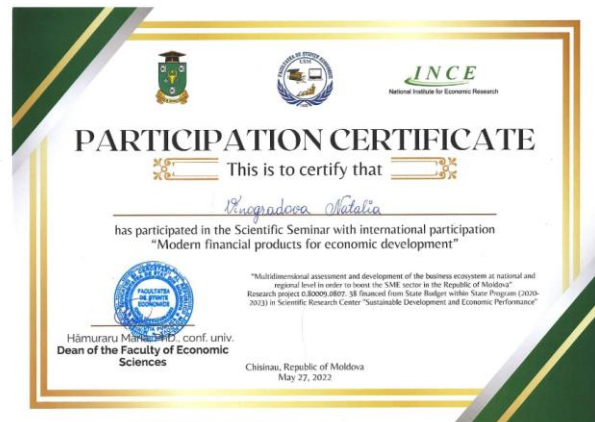 INCE
National Institute for Economic Research
PARTICIPATION CERTIFICATE
This is to certify that
Vinogradova Natalia
has participated in the Scientific Seminar with international participation
“Modern financial products for economic development”
"Multidimensional assessment and development of the business ecosystem at national and
regional level in order to boost the SME sector in the Republic of Moldova"
Research project 0.80009.0807. 38 financed from State Budget within State Program (2020-
2023) in Scientific Research Center "Sustainable Development and Economic Performance"
FACULTATEA
DE ȘTIINȚE
ECONOMICE
Hămuraru Maria, PhD., conf. univ.
Dean of the Faculty of Economic
Sciences
Chisinau, Republic of Moldova
May 27, 2022